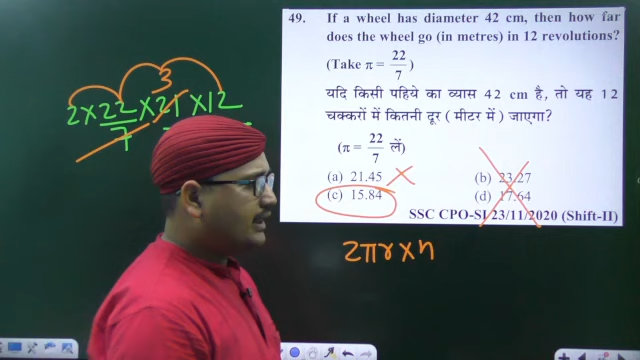 49. If a wheel has diameter 42 cm, then how far
does the wheel go (in metres) in 12 revolutions?
(Take π = 22/7)
यदि किसी पहिये का व्यास 42 cm है, तो यह 12
चक्करों में कितनी दूर ( मीटर में ) जाएगा?
(π = 22/7 लें)
(a) 21.45 (b) 23.27
(c) 15.84 (d) 17.64
SSC CPO-SI 23/11/2020 (Shift-II)
3
2 × 22/7 × 21 × 12
2πr × n